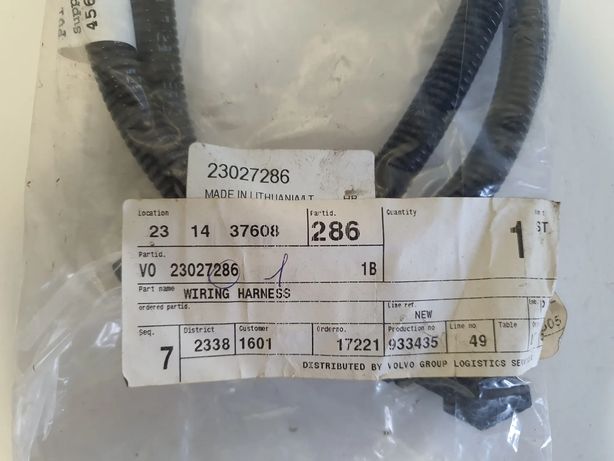 456
23027286
MADE IN LITHUANIA/LT
Location Partid. Quantity
23 14 37608 286 1 ST
Partid.
VO 23027286 1B
Part name WIRING HARNESS
ordered partid. Line ref. NEW
Seq. District Customer Orderno. Production no Line no Table
7 2338 1601 17221 933435 49
DISTRIBUTED BY VOLVO GROUP LOGISTICS